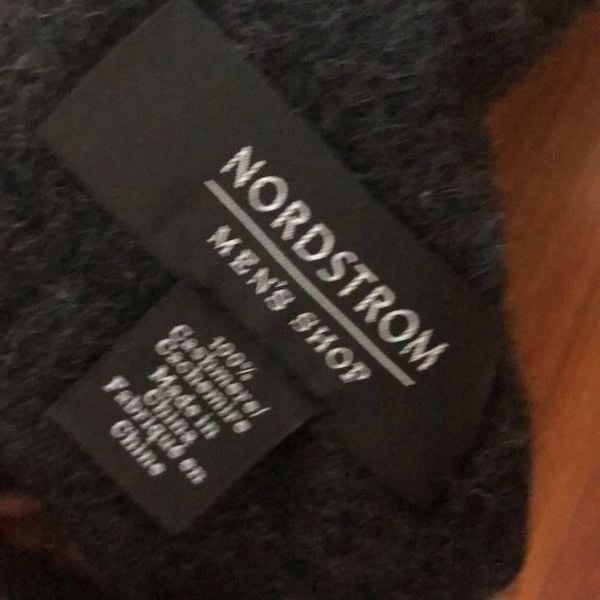 NORDSTROM
MEN'S SHOP
100%
Cashmere/
Cachemire
Made in
China
Fabriqué en
Chine